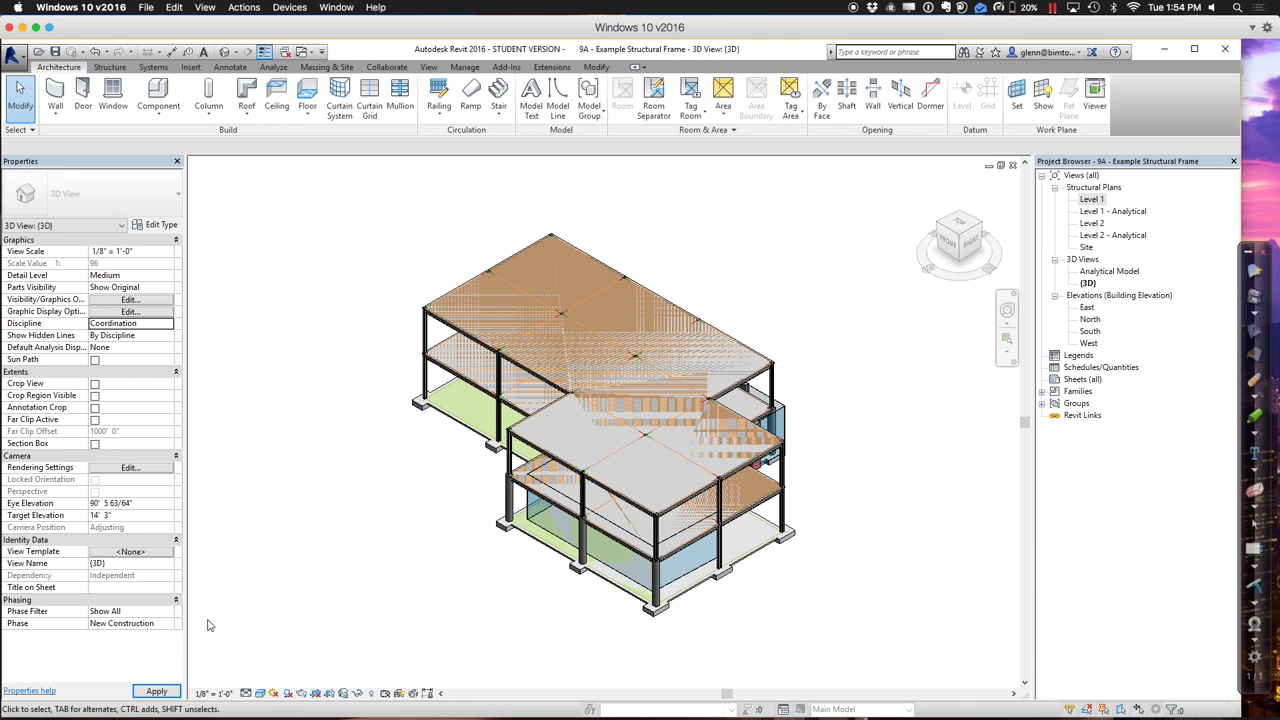 Windows 10 v2016 File Edit View Actions Devices Window Help 20% Tue 1:54 PM
Windows 10 v2016
Autodesk Revit 2016 - STUDENT VERSION - 9A - Example Structural Frame - 3D View: {3D} Type a keyword or phrase glenn@bimto...
Architecture Structure Systems Insert Annotate Analyze Massing & Site Collaborate View Manage Add-Ins Extensions Modify
Modify Wall Door Window Component Column Roof Ceiling Floor Curtain System Curtain Grid Mullion Railing Ramp Stair Model Text Model Line Model Group Room Room Separator Tag Room Area Area Boundary Tag Area By Face Shaft Wall Vertical Dormer Level Grid Set Show Ref Plane Viewer
Select Build Circulation Model Room & Area Opening Datum Work Plane
Properties
3D View
3D View: {3D} Edit Type
Graphics
View Scale 1/8" = 1'-0"
Scale Value 1: 96
Detail Level Medium
Parts Visibility Show Original
Visibility/Graphics O... Edit...
Graphic Display Opti... Edit...
Discipline Coordination
Show Hidden Lines By Discipline
Default Analysis Disp... None
Sun Path
Extents
Crop View
Crop Region Visible
Annotation Crop
Far Clip Active
Far Clip Offset 1000' 0"
Section Box
Camera
Rendering Settings Edit...
Locked Orientation
Perspective
Eye Elevation 90' 5 63/64"
Target Elevation 14' 3"
Camera Position Adjusting
Identity Data
View Template <None>
View Name {3D}
Dependency Independent
Title on Sheet
Phasing
Phase Filter Show All
Phase New Construction
Properties help Apply
TOP
FRONT RIGHT
Project Browser - 9A - Example Structural Frame
Views (all)
Structural Plans
Level 1
Level 1 - Analytical
Level 2
Level 2 - Analytical
Site
3D Views
Analytical Model
{3D}
Elevations (Building Elevation)
East
North
South
West
Legends
Schedules/Quantities
Sheets (all)
Families
Groups
Revit Links
1 / 1
1/8" = 1'-0"
Click to select, TAB for alternates, CTRL adds, SHIFT unselects. :0 Main Model :0